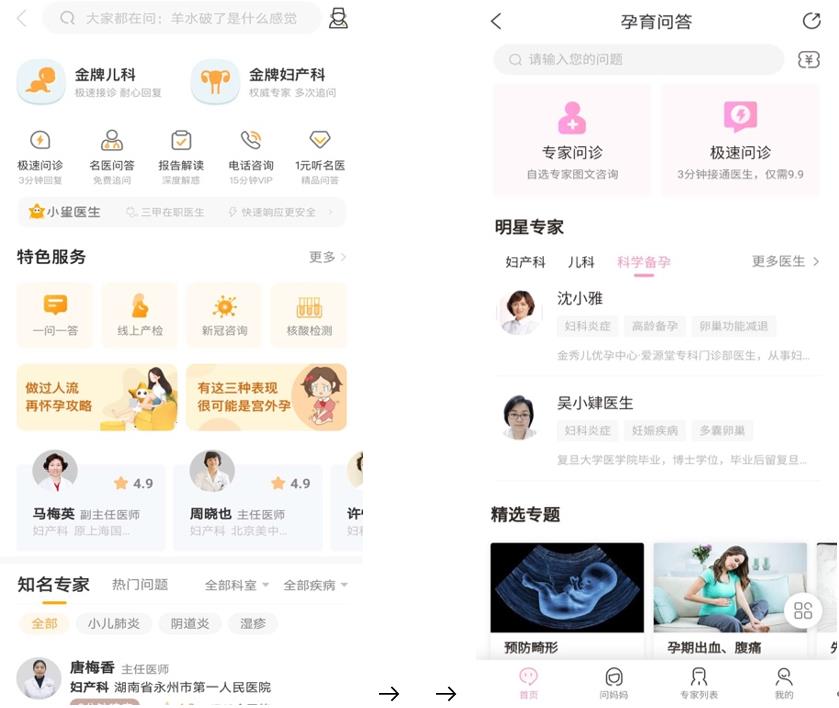 大家都在问：羊水破了是什么感觉
金牌儿科
极速接诊 耐心回复
金牌妇产科
权威专家 多次追问
极速问诊
3分钟回复
名医问答
免费追问
报告解读
深度解惑
电话咨询
15分钟VIP
1元听名医
精品问答
小星医生
三甲在职医生
快速响应更安全
特色服务
更多
一问一答
线上产检
新冠咨询
核酸检测
做过人流
再怀孕攻略
有这三种表现
很可能是宫外孕
4.9
马梅英 副主任医师
妇产科 原上海国...
4.9
周晓也 主任医师
妇产科 北京美中...
知名专家
热门问题
全部科室
全部疾病
全部
小儿肺炎
阴道炎
湿疹
唐梅香 主任医师
妇产科 湖南省永州市第一人民医院
孕育问答
请输入您的问题
专家问诊
自选专家图文咨询
极速问诊
3分钟接通医生，仅需9.9
明星专家
妇产科
儿科
科学备孕
更多医生
沈小雅
妇科炎症
高龄备孕
卵巢功能减退
金秀儿优孕中心·爱源堂专科门诊部医生，从事妇...
吴小肄医生
妇科炎症
妊娠疾病
多囊卵巢
复旦大学医学院毕业，博士学位，毕业后留复旦...
精选专题
预防畸形
孕期出血、腹痛
首页
问妈妈
专家列表
我的